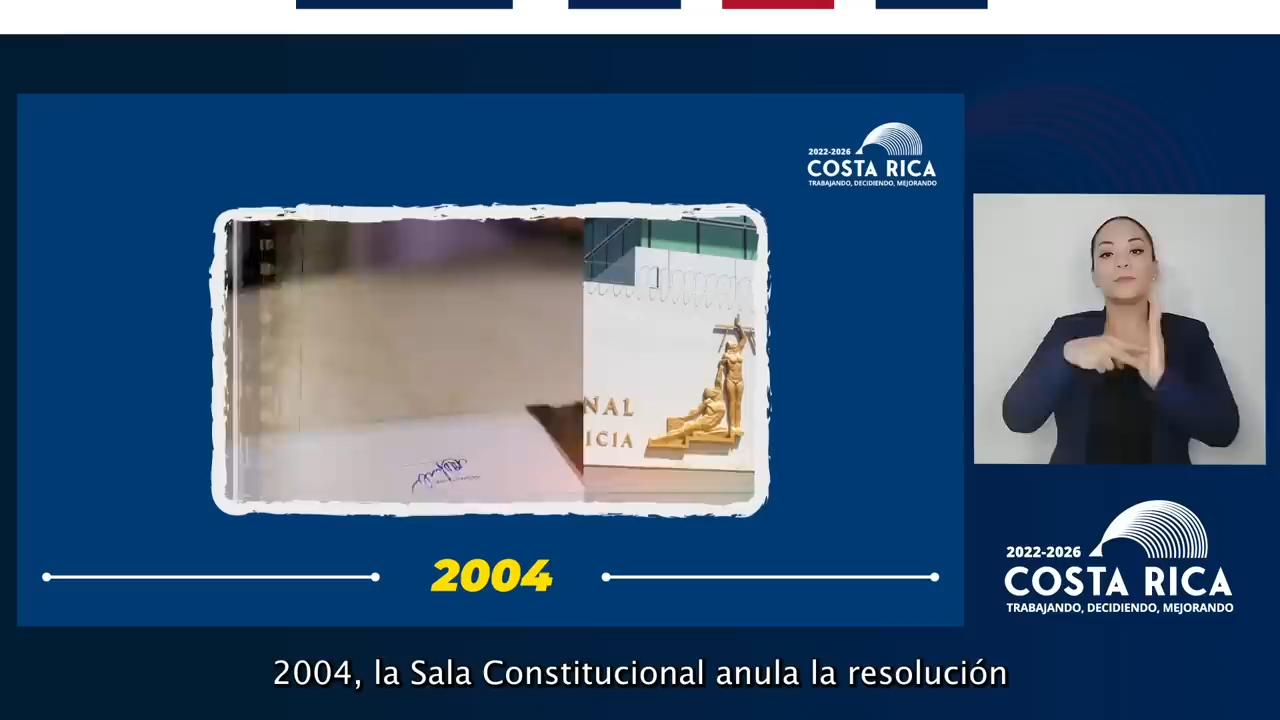 2022-2026
COSTA RICA
TRABAJANDO, DECIDIENDO, MEJORANDO
NAL
ICIA
2004
2022-2026
COSTA RICA
TRABAJANDO, DECIDIENDO, MEJORANDO
2004, la Sala Constitucional anula la resolución